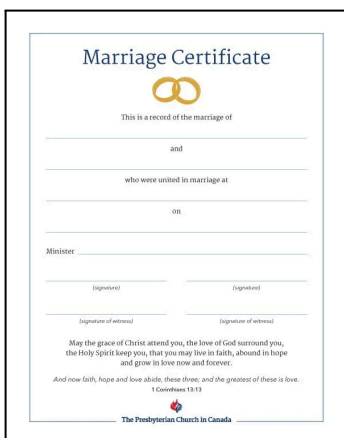 Marriage Certificate
This is a record of the marriage of
and
who were united in marriage at
on
Minister
(signature) (signature)
(signature of witness) (signature of witness)
May the grace of Christ attend you, the love of God surround you,
the Holy Spirit keep you, that you may live in faith, abound in hope
and grow in love now and forever.
And now faith, hope and love abide, these three; and the greatest of these is love.
1 Corinthians 13:13
The Presbyterian Church in Canada